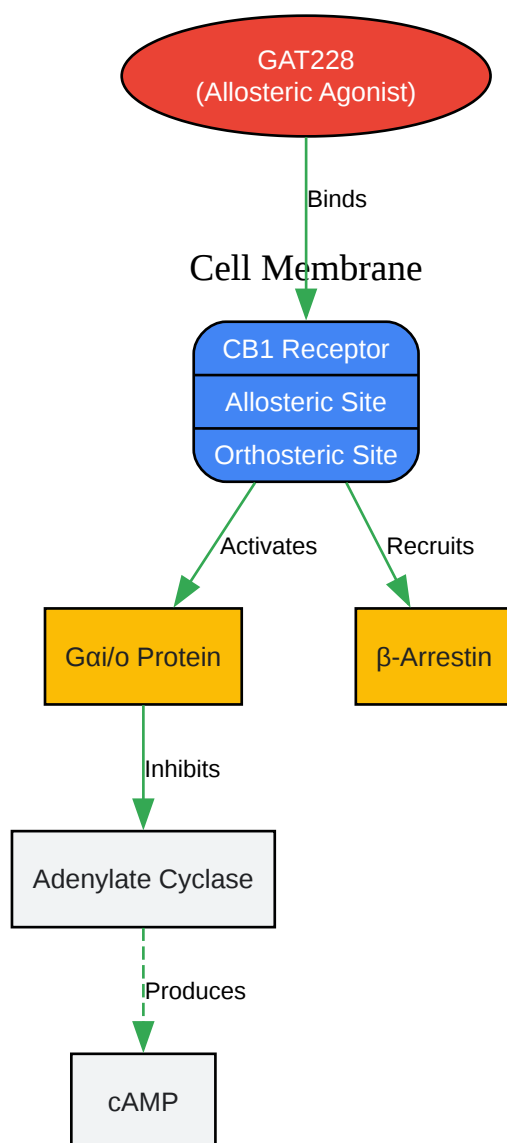 GAT228
(Allosteric Agonist)
Binds
Cell Membrane
CB1 Receptor
Allosteric Site
Orthosteric Site
Activates
Recruits
Gαi/o Protein
β-Arrestin
Inhibits
Adenylate Cyclase
Produces
cAMP